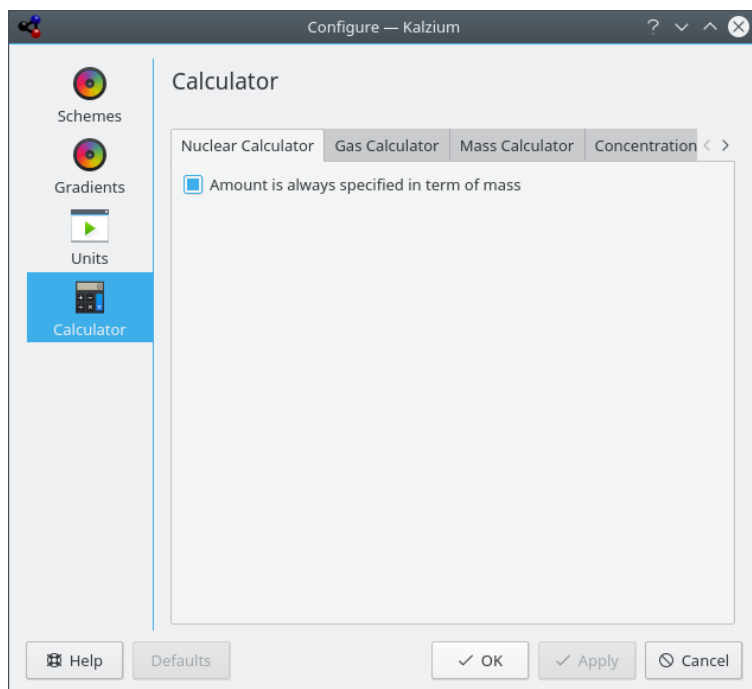 Configure — Kalzium
Schemes
Gradients
Units
Calculator
Calculator
Nuclear Calculator Gas Calculator Mass Calculator Concentration
Amount is always specified in term of mass
Help Defaults OK Apply Cancel